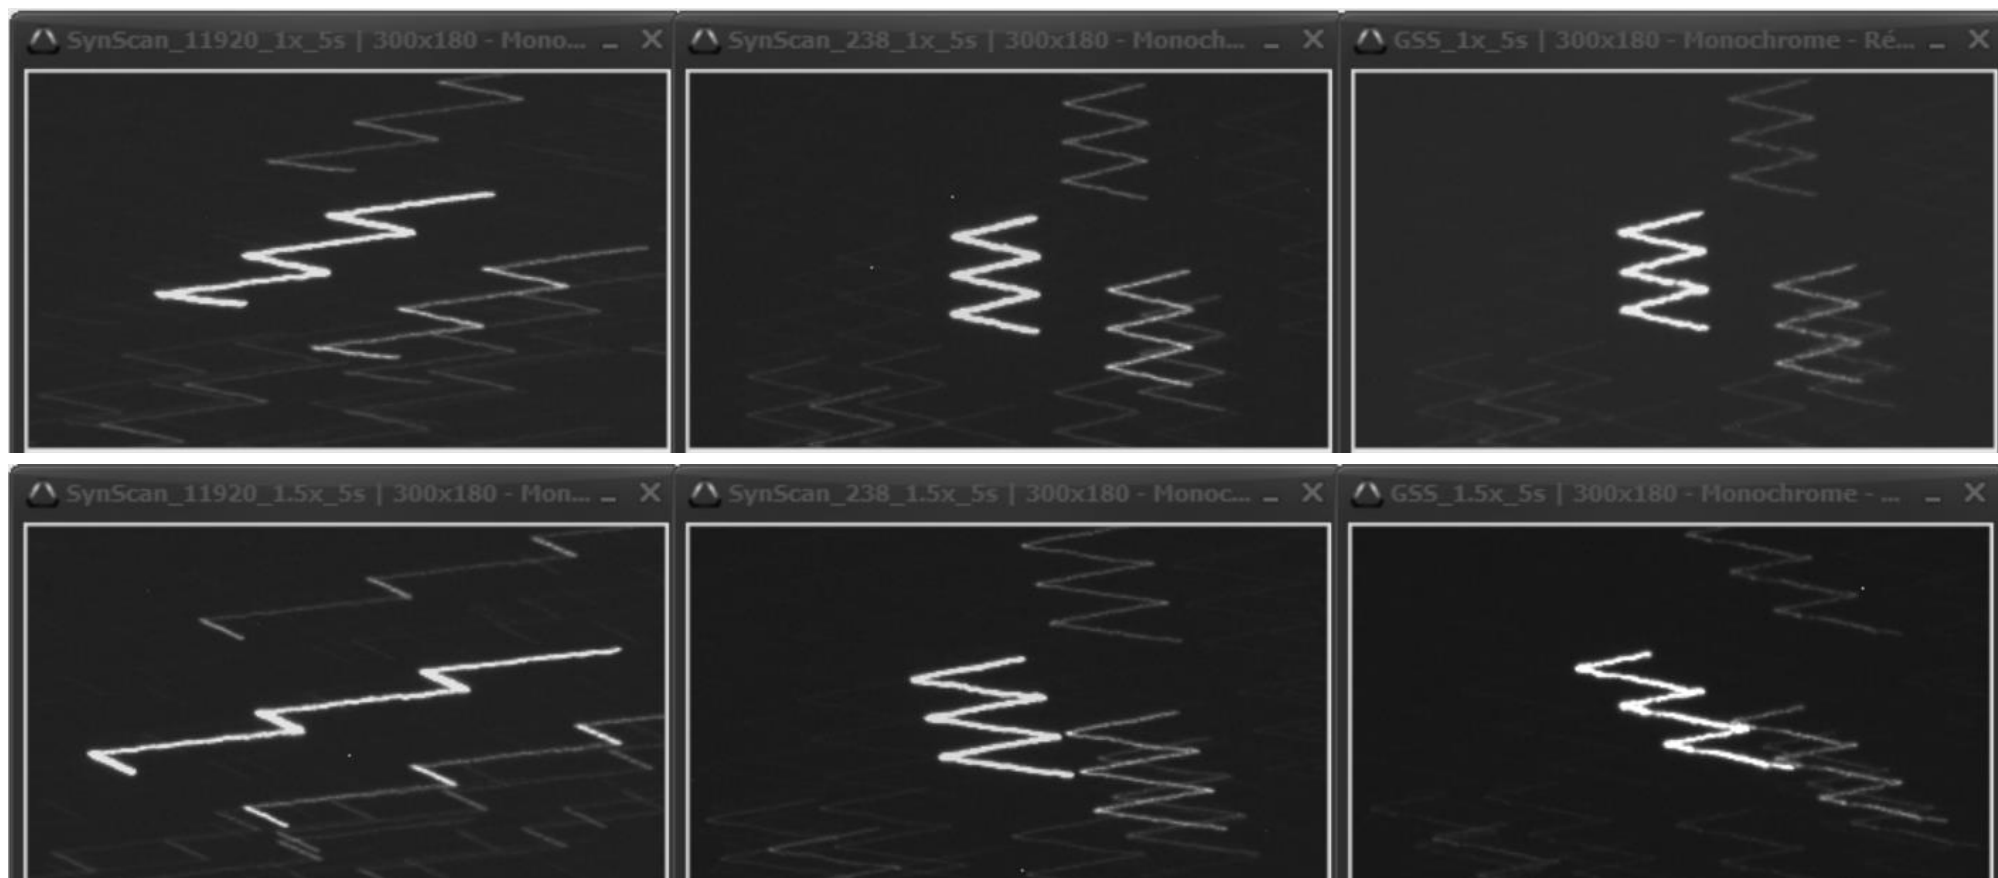 SynScan_11920_1x_5s | 300x180 - Mono...
SynScan_238_1x_5s | 300x180 - Monoch...
GSS_1x_5s | 300x180 - Monochrome - Ré...
SynScan_11920_1.5x_5s | 300x180 - Mon...
SynScan_238_1.5x_5s | 300x180 - Monoc...
GSS_1.5x_5s | 300x180 - Monochrome - ...